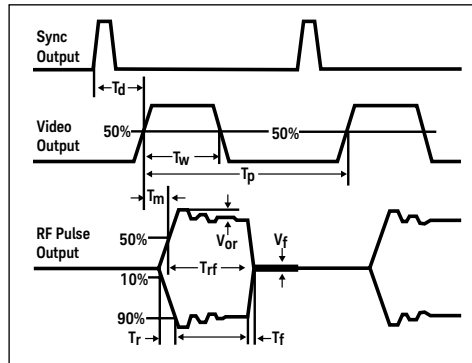 Sync
Output
Td
Video
Output
50%
50%
Tw
Tp
Tm
RF Pulse
Output
50%
Vor
Vf
Trf
10%
90%
Tr
Tf